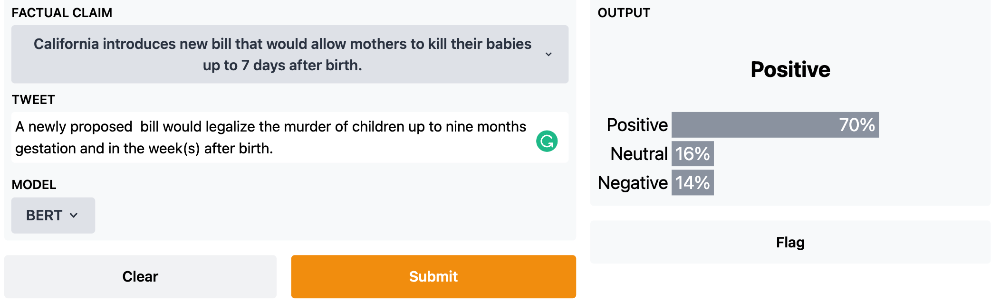 FACTUAL CLAIM
California introduces new bill that would allow mothers to kill their babies
up to 7 days after birth.
TWEET
A newly proposed  bill would legalize the murder of children up to nine months
gestation and in the week(s) after birth.
MODEL
BERT
Clear
Submit
OUTPUT
Positive
Positive 70%
Neutral 16%
Negative 14%
Flag